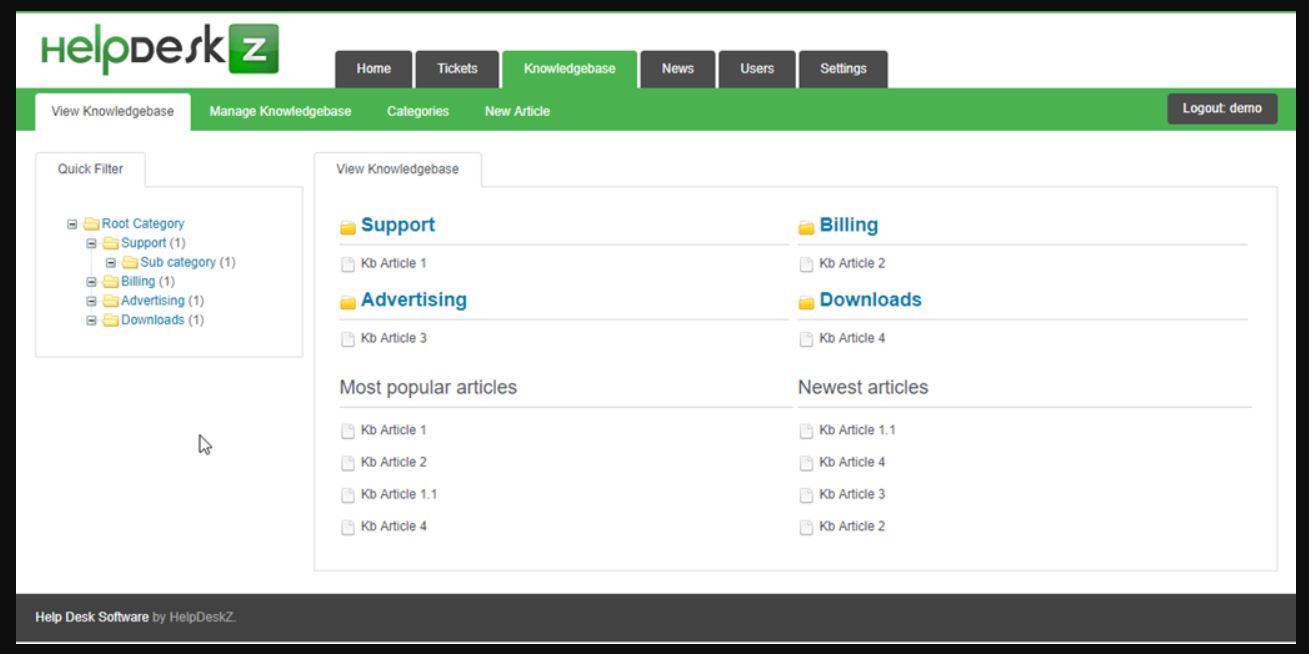 HelpDesk Z
Home Tickets Knowledgebase News Users Settings
View Knowledgebase Manage Knowledgebase Categories New Article Logout: demo
Quick Filter
Root Category
Support (1)
Sub category (1)
Billing (1)
Advertising (1)
Downloads (1)
View Knowledgebase
Support Billing
Kb Article 1 Kb Article 2
Advertising Downloads
Kb Article 3 Kb Article 4
Most popular articles Newest articles
Kb Article 1 Kb Article 1.1
Kb Article 2 Kb Article 4
Kb Article 1.1 Kb Article 3
Kb Article 4 Kb Article 2
Help Desk Software by HelpDeskZ.